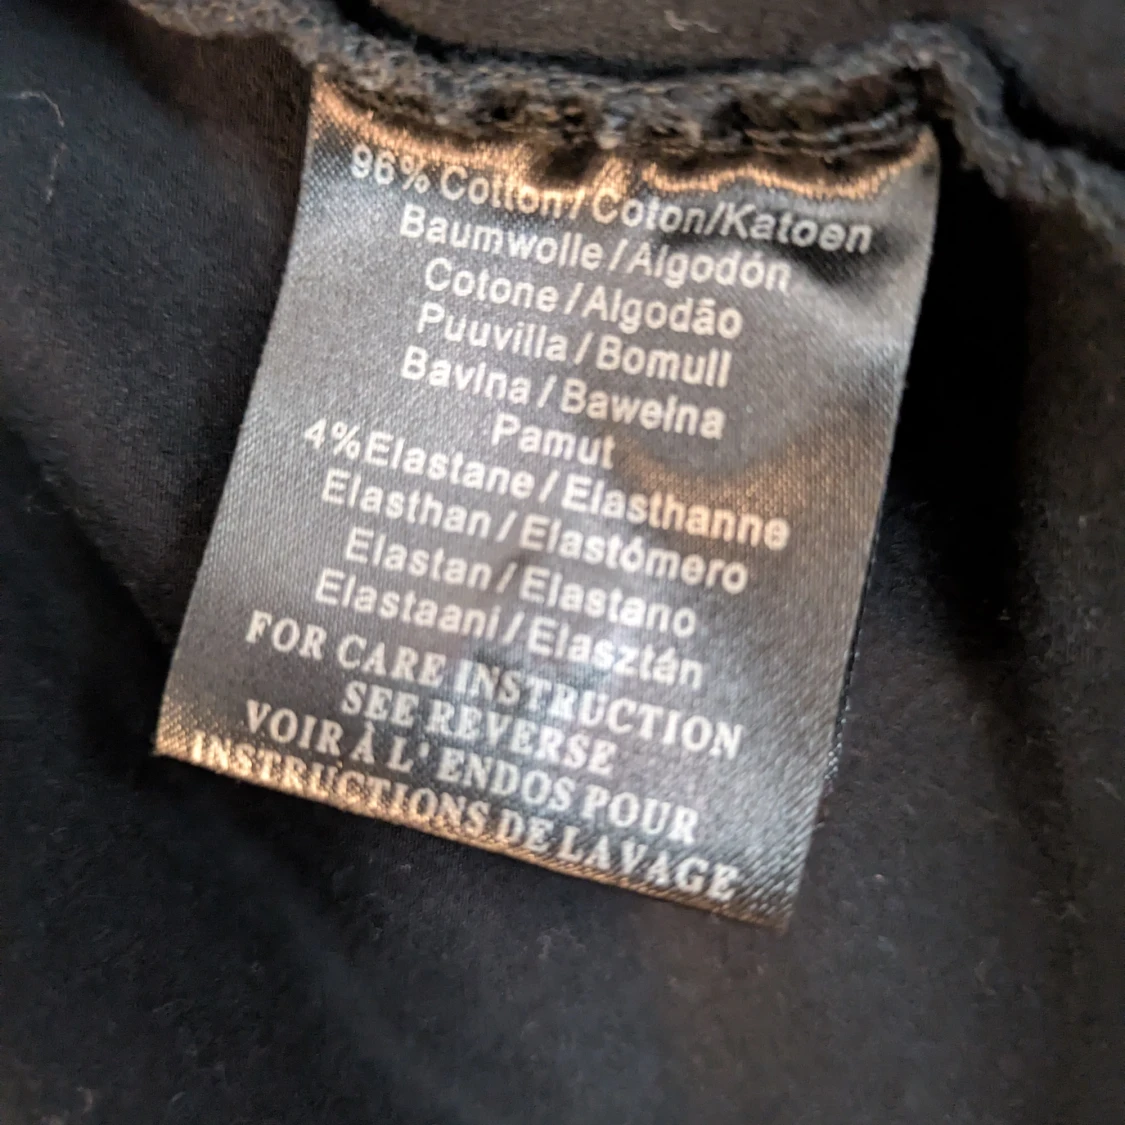 96% Cotton/Coton/Katoen
Baumwolle/Algodón
Cotone/Algodão
Puuvilla/Bomull
Bavlna/Bawełna
Pamut
4%Elastane/Elasthanne
Elasthan/Elastómero
Elastan/Elastano
Elastaani/Elasztán
FOR CARE INSTRUCTION
SEE REVERSE
VOIR À L' ENDOS POUR
INSTRUCTIONS DE LAVAGE